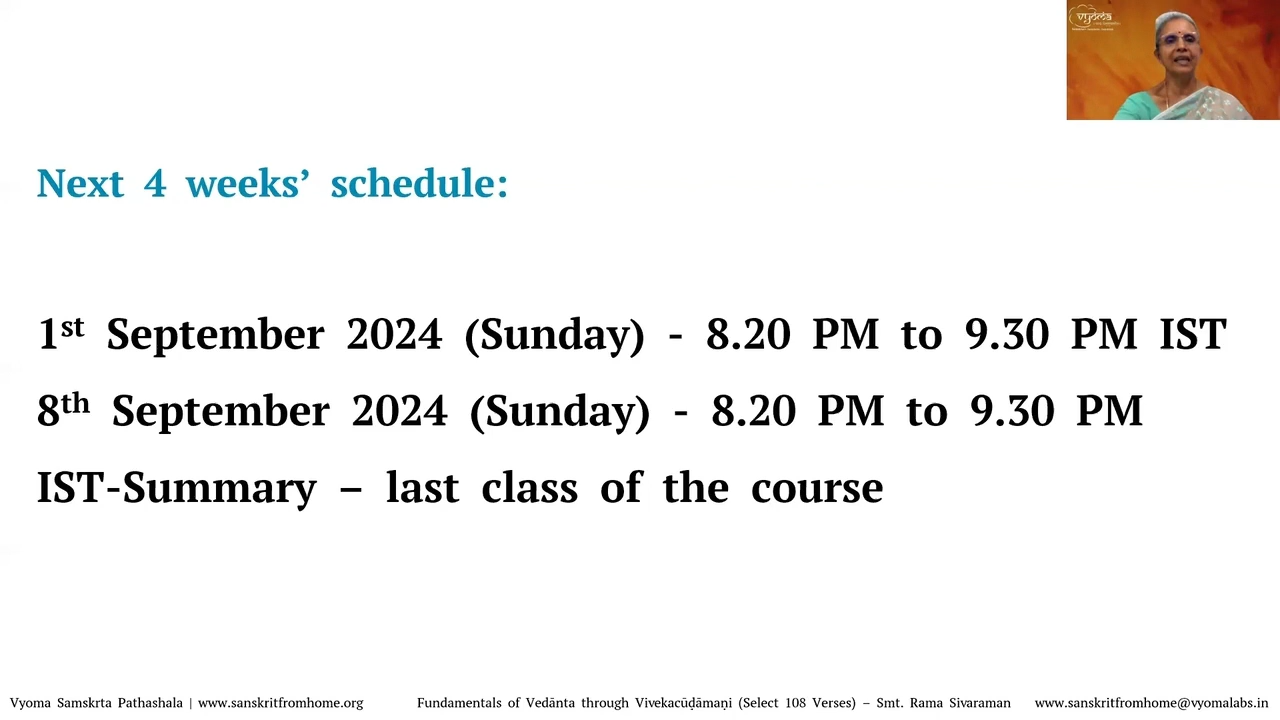 vyoma
Next 4 weeks’ schedule:
1st September 2024 (Sunday) - 8.20 PM to 9.30 PM IST
8th September 2024 (Sunday) - 8.20 PM to 9.30 PM
IST-Summary – last class of the course
Vyoma Samskrta Pathashala | www.sanskritfromhome.org Fundamentals of Vedānta through Vivekacūḍāmaṇi (Select 108 Verses) – Smt. Rama Sivaraman www.sanskritfromhome@vyomalabs.in